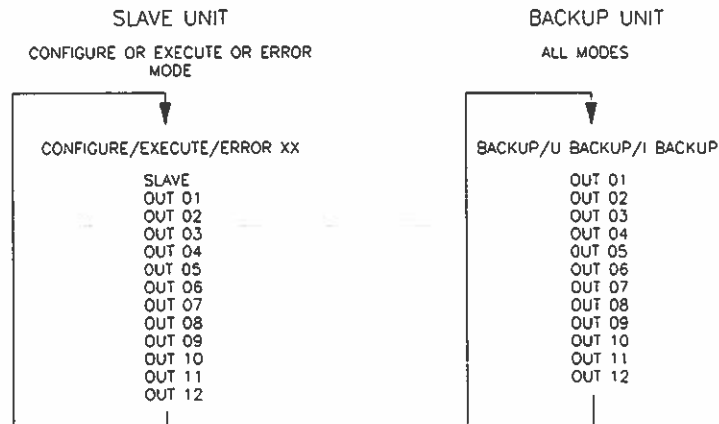 SLAVE UNIT
CONFIGURE OR EXECUTE OR ERROR
MODE
CONFIGURE/EXECUTE/ERROR XX
SLAVE
OUT 01
OUT 02
OUT 03
OUT 04
OUT 05
OUT 06
OUT 07
OUT 08
OUT 09
OUT 10
OUT 11
OUT 12
BACKUP UNIT
ALL MODES
BACKUP/U BACKUP/I BACKUP
OUT 01
OUT 02
OUT 03
OUT 04
OUT 05
OUT 06
OUT 07
OUT 08
OUT 09
OUT 10
OUT 11
OUT 12